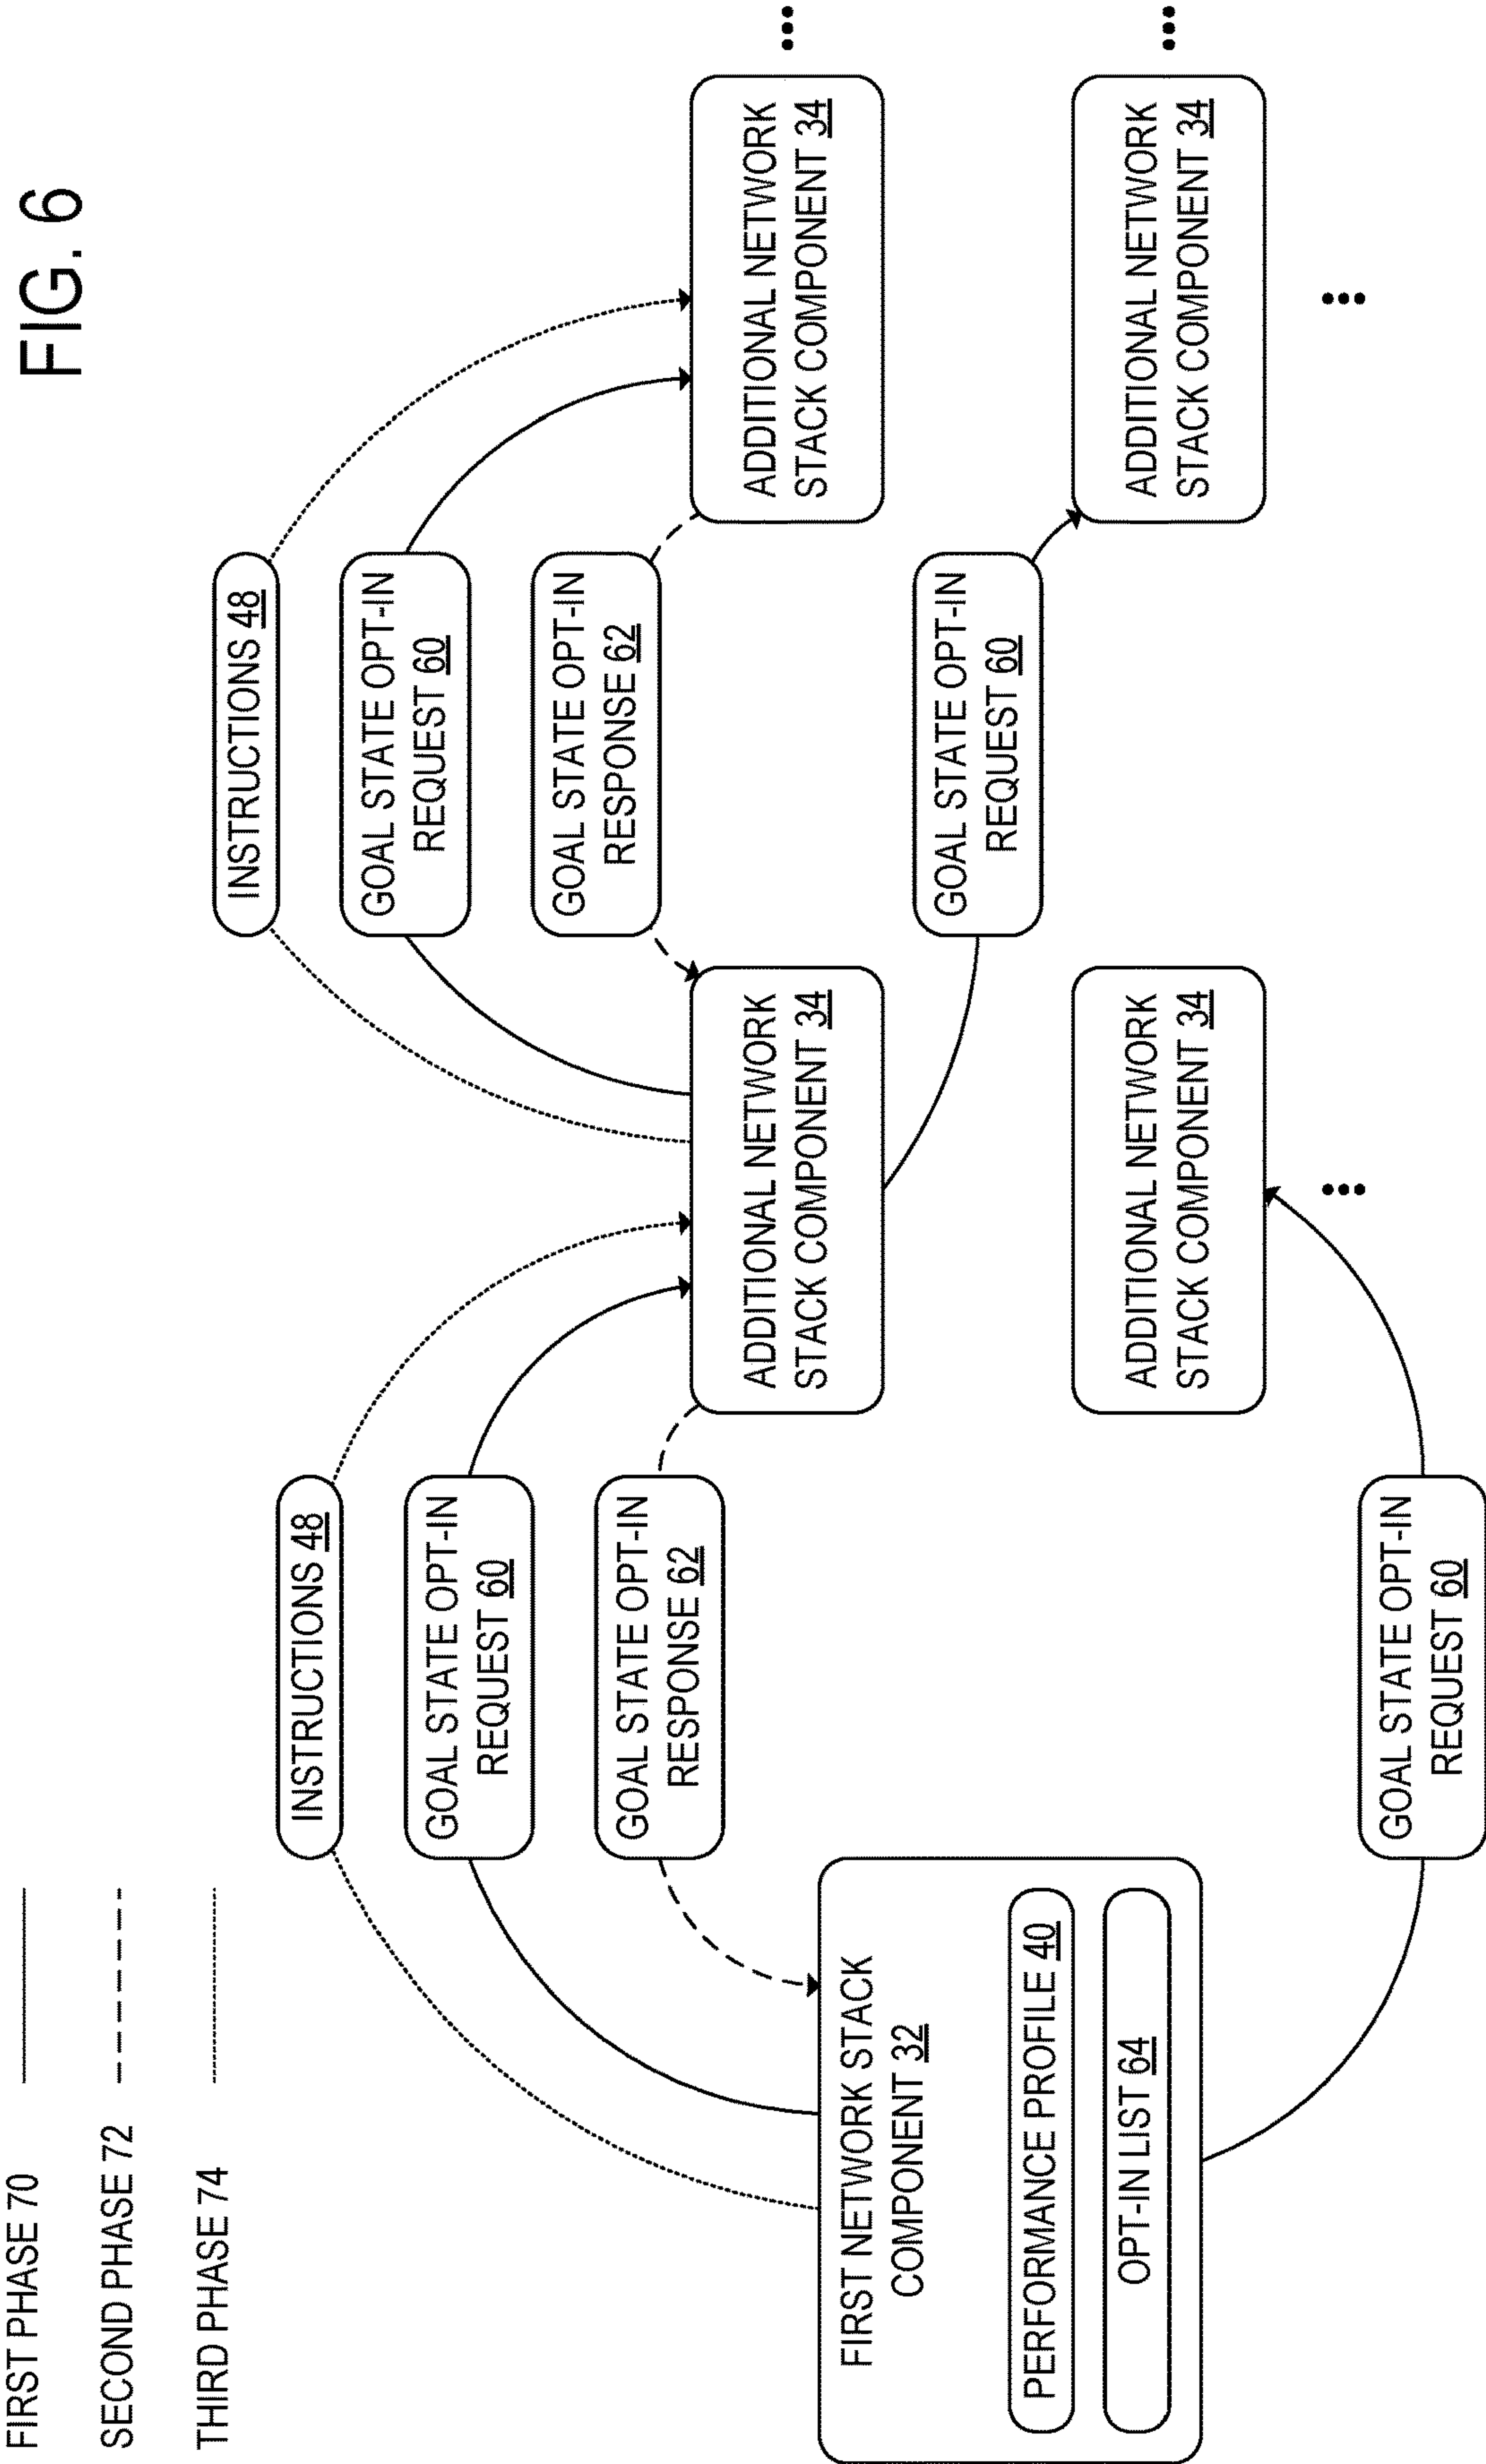 FIG. 6
FIRST PHASE 70
SECOND PHASE 72
THIRD PHASE 74
INSTRUCTIONS 48
GOAL STATE OPT-IN
REQUEST 60
GOAL STATE OPT-IN
RESPONSE 62
INSTRUCTIONS 48
GOAL STATE OPT-IN
REQUEST 60
GOAL STATE OPT-IN
RESPONSE 62
FIRST NETWORK STACK
COMPONENT 32
PERFORMANCE PROFILE 40
OPT-IN LIST 64
ADDITIONAL NETWORK
STACK COMPONENT 34
ADDITIONAL NETWORK
STACK COMPONENT 34
GOAL STATE OPT-IN
REQUEST 60
ADDITIONAL NETWORK
STACK COMPONENT 34
ADDITIONAL NETWORK
STACK COMPONENT 34
GOAL STATE OPT-IN
REQUEST 60